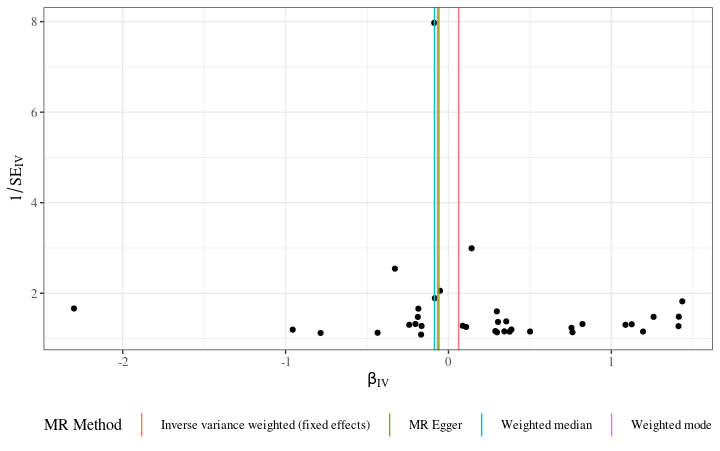 8
6
4
2
1/SE_IV
-2
-1
0
1
β_IV
MR Method
Inverse variance weighted (fixed effects)
MR Egger
Weighted median
Weighted mode